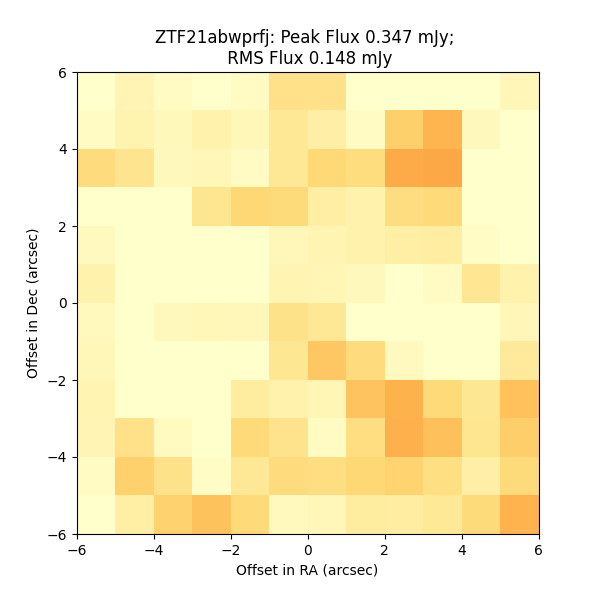 ZTF21abwprfj: Peak Flux 0.347 mJy;
RMS Flux 0.148 mJy
6
4
2
0
−2
−4
−6
Offset in Dec (arcsec)
−6 −4 −2 0 2 4 6
Offset in RA (arcsec)